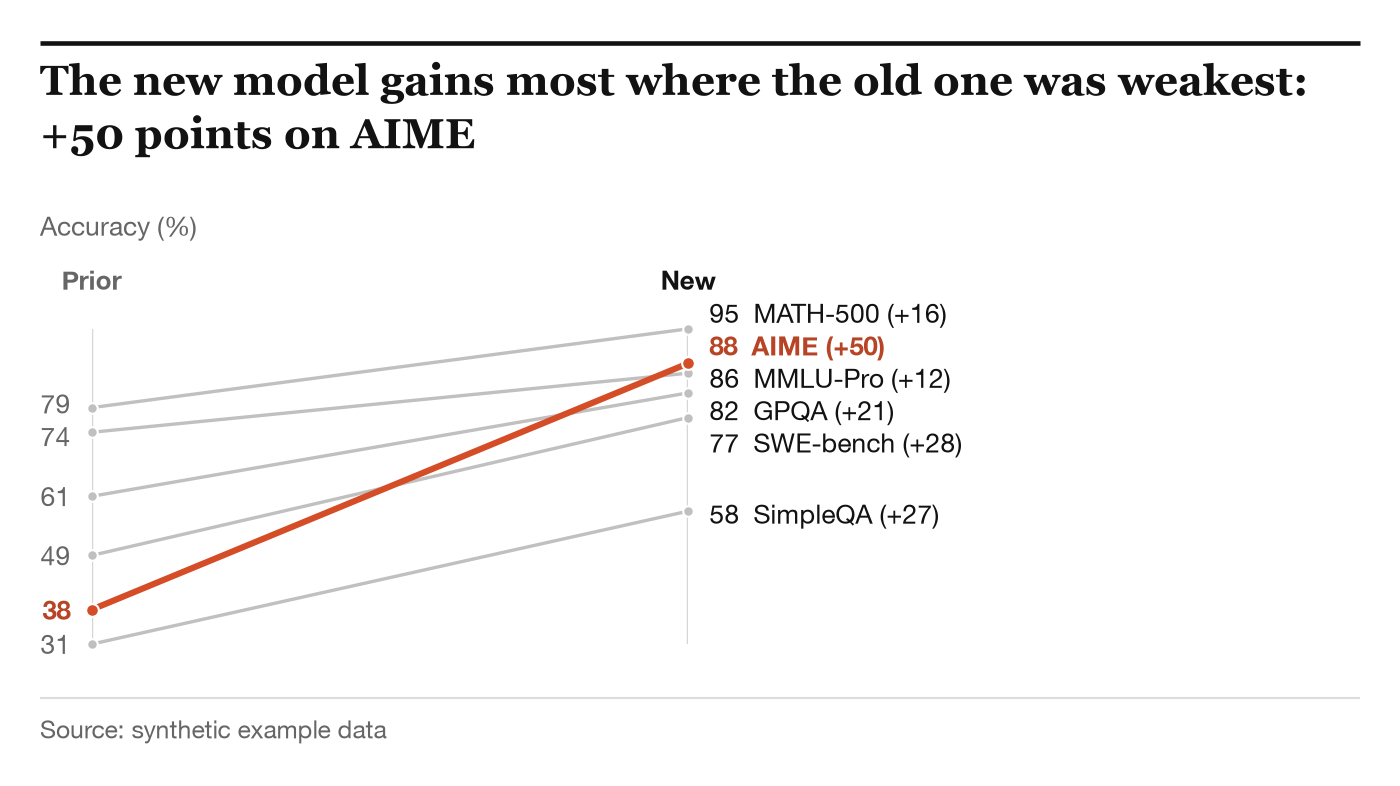 The new model gains most where the old one was weakest:
+50 points on AIME
Accuracy (%)
Prior
New
79
74
61
49
38
31
95 MATH-500 (+16)
88 AIME (+50)
86 MMLU-Pro (+12)
82 GPQA (+21)
77 SWE-bench (+28)
58 SimpleQA (+27)
Source: synthetic example data